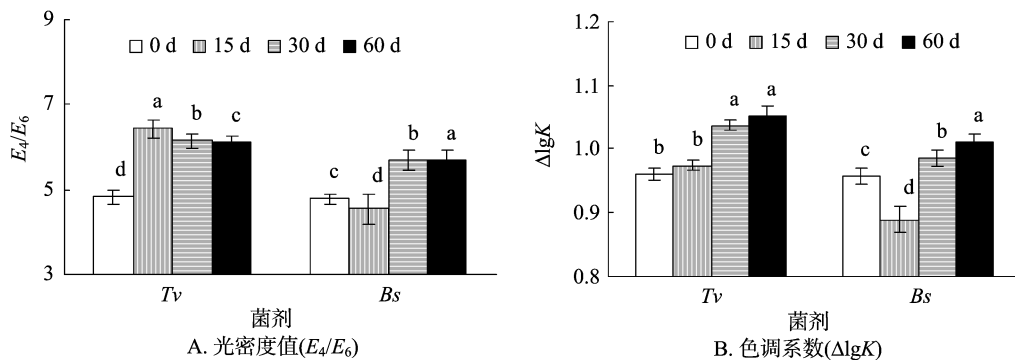 9
7
5
3
E₄/E₆
0 d 15 d 30 d 60 d
d a b c c c b a
Tv Bs
菌剂
A. 光密度值(E₄/E₆)
1.2
1.1
1.0
0.9
0.8
ΔlgK
0 d 15 d 30 d 60 d
b b a a c d b a
Tv Bs
菌剂
B. 色调系数(ΔlgK)